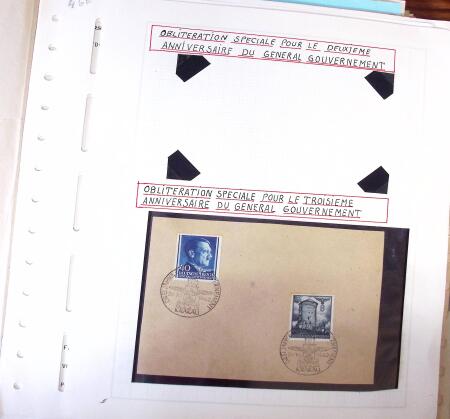 OBLITERATION SPECIALE POUR LE DEUXIEME
ANNIVERSAIRE DU GENERAL GOUVERNEMENT
OBLITERATION SPECIALE POUR LE TROISIEME
ANNIVERSAIRE DU GENERAL GOUVERNEMENT